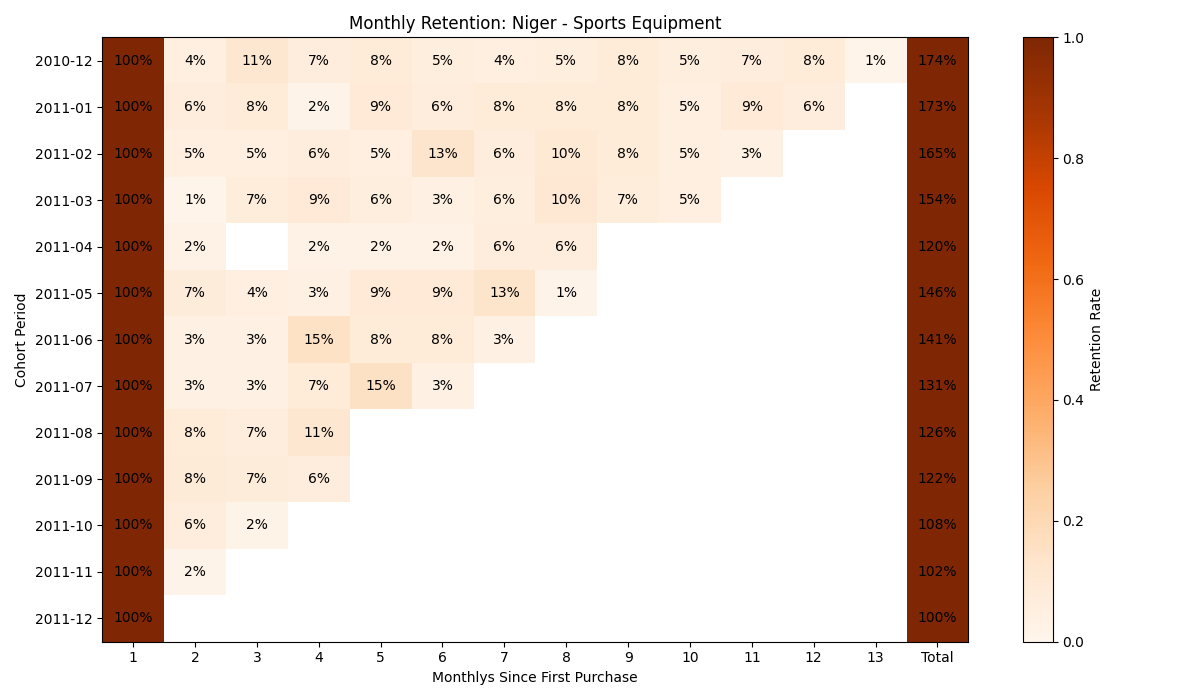 Monthly Retention: Niger - Sports Equipment
2010-12 100% 4% 11% 7% 8% 5% 4% 5% 8% 5% 7% 8% 1% 174%
2011-01 100% 6% 8% 2% 9% 6% 8% 8% 8% 5% 9% 6% 173%
2011-02 100% 5% 5% 6% 5% 13% 6% 10% 8% 5% 3% 165%
2011-03 100% 1% 7% 9% 6% 3% 6% 10% 7% 5% 154%
2011-04 100% 2% 2% 2% 2% 6% 6% 120%
2011-05 100% 7% 4% 3% 9% 9% 13% 1% 146%
2011-06 100% 3% 3% 15% 8% 8% 3% 141%
2011-07 100% 3% 3% 7% 15% 3% 131%
2011-08 100% 8% 7% 11% 126%
2011-09 100% 8% 7% 6% 122%
2011-10 100% 6% 2% 108%
2011-11 100% 2% 102%
2011-12 100% 100%
1 2 3 4 5 6 7 8 9 10 11 12 13 Total
Monthlys Since First Purchase
Cohort Period
1.0
0.8
0.6
0.4
0.2
0.0
Retention Rate